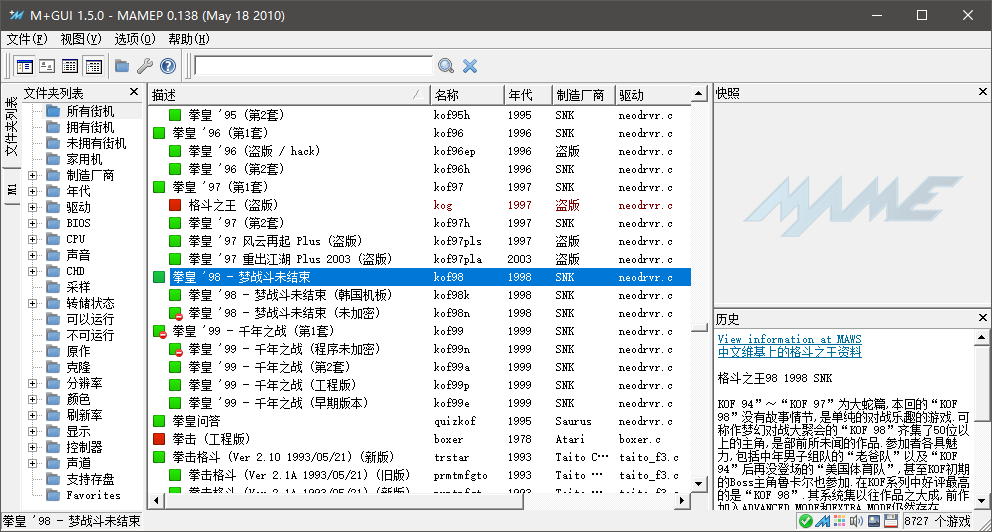 M+GUI 1.5.0 - MAMEP 0.138 (May 18 2010)
文件(F) 视图(V) 选项(O) 帮助(H)
文件夹列表
M1
文件夹列表
所有街机
拥有街机
未拥有街机
家用机
制造厂商
年代
驱动
BIOS
CPU
声音
CHD
采样
转储状态
可以运行
不可运行
原作
克隆
分辨率
颜色
刷新率
显示
控制器
声道
支持存盘
Favorites
描述 名称 年代 制造厂商 驱动
拳皇 '95 (第2套) kof95h 1995 SNK neodrvr.c
拳皇 '96 (第1套) kof96 1996 SNK neodrvr.c
拳皇 '96 (盗版 / hack) kof96ep 1996 盗版 neodrvr.c
拳皇 '96 (第2套) kof96h 1996 SNK neodrvr.c
拳皇 '97 (第1套) kof97 1997 SNK neodrvr.c
格斗之王 (盗版) kog 1997 盗版 neodrvr.c
拳皇 '97 (第2套) kof97h 1997 SNK neodrvr.c
拳皇 '97 风云再起 Plus (盗版) kof97pls 1997 盗版 neodrvr.c
拳皇 '97 重出江湖 Plus 2003 (盗版) kof97pla 2003 盗版 neodrvr.c
拳皇 '98 - 梦战斗未结束 kof98 1998 SNK neodrvr.c
拳皇 '98 - 梦战斗未结束 (韩国机板) kof98k 1998 SNK neodrvr.c
拳皇 '98 - 梦战斗未结束 (未加密) kof98n 1998 SNK neodrvr.c
拳皇 '99 - 千年之战 (第1套) kof99 1999 SNK neodrvr.c
拳皇 '99 - 千年之战 (程序未加密) kof99n 1999 SNK neodrvr.c
拳皇 '99 - 千年之战 (第2套) kof99a 1999 SNK neodrvr.c
拳皇 '99 - 千年之战 (工程版) kof99p 1999 SNK neodrvr.c
拳皇 '99 - 千年之战 (早期版本) kof99e 1999 SNK neodrvr.c
拳皇问答 quizkof 1995 Saurus neodrvr.c
拳击 (工程版) boxer 1978 Atari boxer.c
拳击格斗 (Ver 2.10 1993/05/21) (新版) trstar 1993 Taito C… taito_f3.c
拳击格斗 (Ver 2.1A 1993/05/21) (旧版) prmtmfgt 1993 Taito … taito_f3.c
快照
MAME
历史
View information at MAWS
中文维基上的格斗之王资料
格斗之王98 1998 SNK
KOF 94”～“KOF 97”为大蛇篇,本回的“KOF
98”没有故事情节,是单纯的对战乐趣的游戏.可
称作梦幻对战大聚会的“KOF 98”齐集了50位以
上的主角,是部前所未闻的作品.参加者各具魅
力,包括中年男子组队的“老爸队”以及“KOF
94”后再没登场的“美国体育队”,甚至KOF初期
的Boss主角鲁卡尔也参加.在KOF系列中好评最高
的是“KOF 98”.其系统集以往作品之大成,前作
加入ADVANCED MODE和EXTRA MODE仍然存在
拳皇 '98 - 梦战斗未结束
8727 个游戏